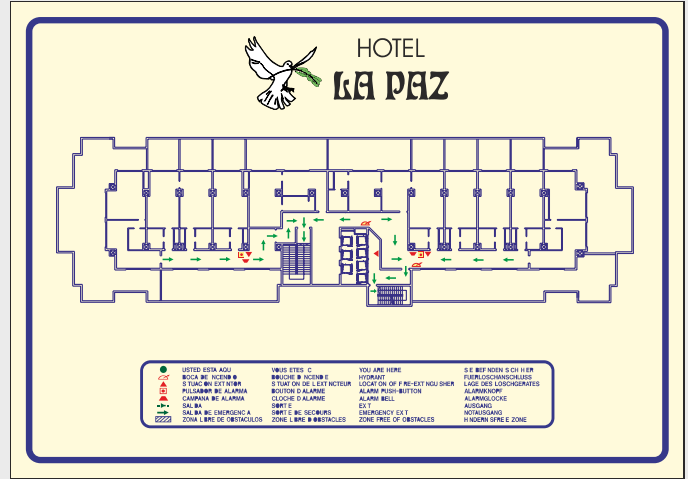 HOTEL
LA PAZ
USTED ESTA AQU VOUS ETES C YOU ARE HERE S E BEF NDEN S CH H ER
BOCA DE NCEND O BOUCHE D NCEND E HYDRANT FUERLOSCHANSCHLUSS
S TUAC ON EXT NTOR S TUAT ON DE L EXT NCTEUR LOCAT ON OF F RE-EXT NGU SHER LAGE DES LOSCHGERATES
PULSADOR DE ALARMA BOUTON D ALARME ALARM PUSH-BUTTON ALARMKNOPF
CAMPANA DE ALARMA CLOCHE D ALARME ALARM BELL ALARMGLOCKE
SAL DA SORT E EX T AUSGANG
SAL DA DE EMERGENC A SORT E DE SECOURS EMERGENCY EX T NOTAUSGANG
ZONA L BRE DE OBSTACULOS ZONE L BRE D OBSTACLES ZONE FREE OF OBSTACLES H NDERN SFRE E ZONE